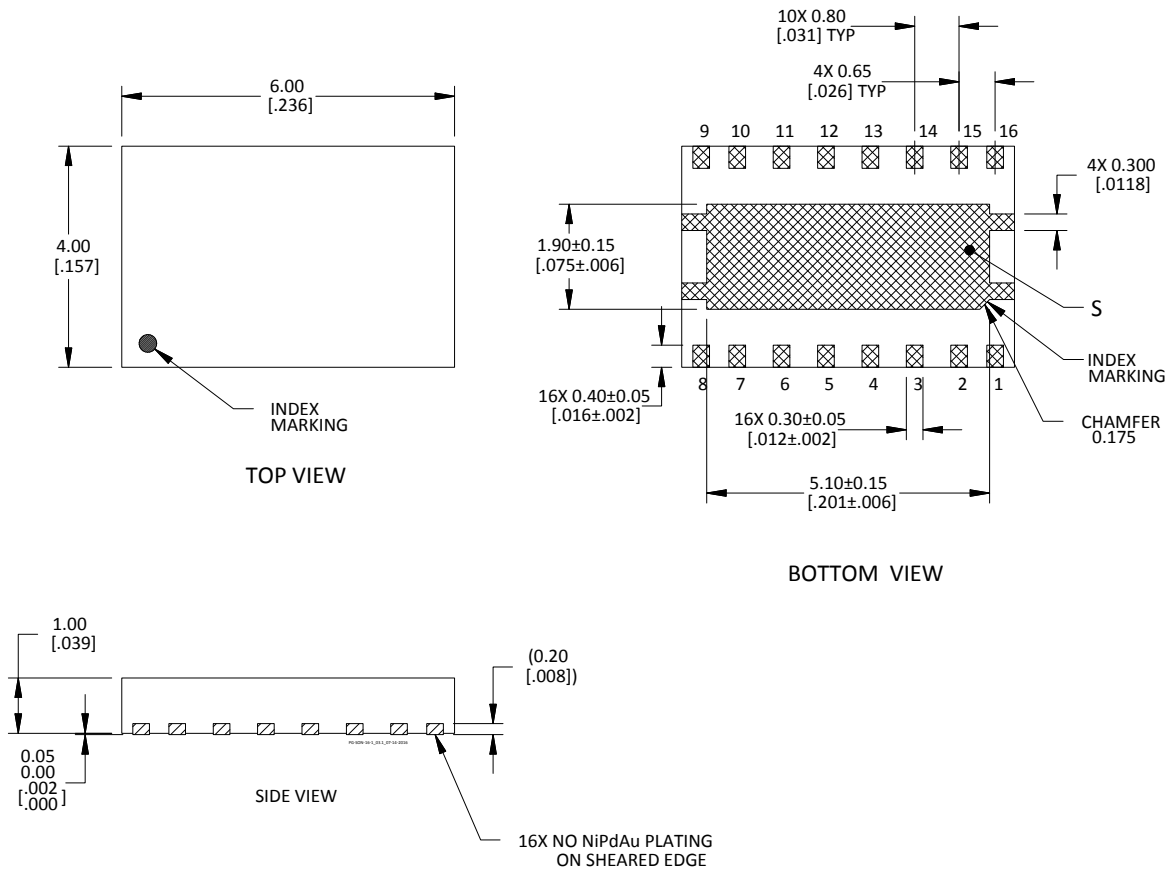 10X 0.80
[.031] TYP
4X 0.65
[.026] TYP
6.00
[.236]
9 10 11 12 13 14 15 16
4X 0.300
[.0118]
4.00
[.157]
1.90±0.15
[.075±.006]
S
INDEX
MARKING
8 7 6 5 4 3 2 1
16X 0.40±0.05
[.016±.002]
16X 0.30±0.05
[.012±.002]
CHAMFER
0.175
INDEX
MARKING
TOP VIEW
5.10±0.15
[.201±.006]
BOTTOM VIEW
1.00
[.039]
(0.20
[.008])
0.05
0.00
[.002
.000]
SIDE VIEW
16X NO NiPdAu PLATING
ON SHEARED EDGE